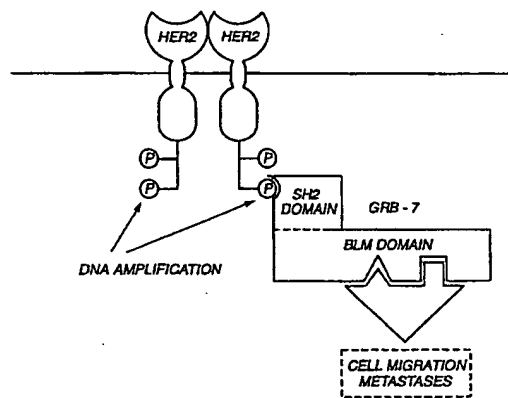 HER2 HER2
P P
P P
SH2
DOMAIN
GRB - 7
DNA AMPLIFICATION
BLM DOMAIN
CELL MIGRATION
METASTASES